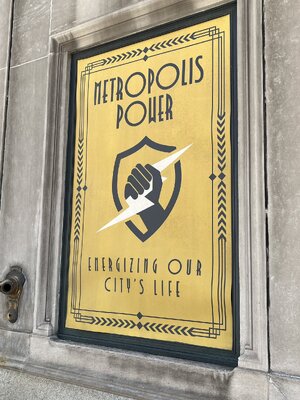 METROPOLIS
POWER
ENERGIZING OUR
CITY'S LIFE